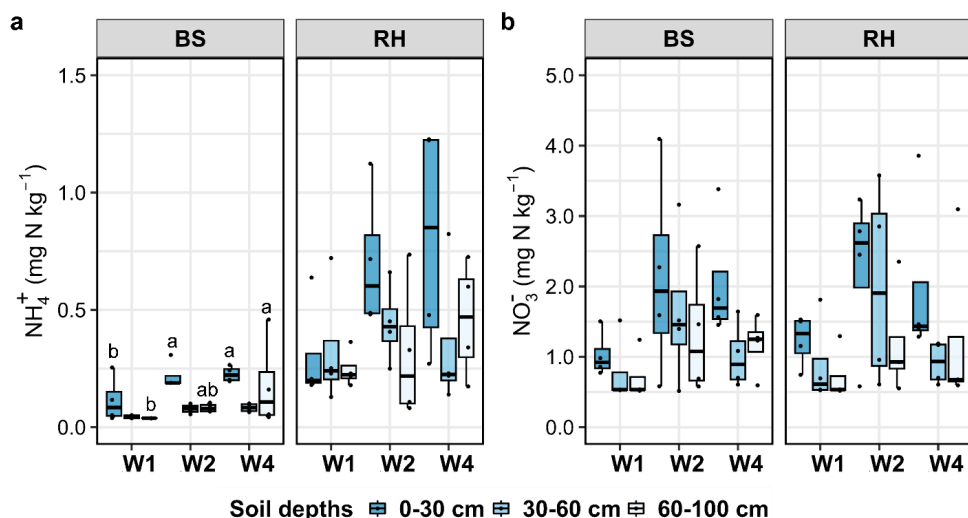 a
b
BS
RH
BS
RH
NH₄⁺ (mg N kg⁻¹)
1.5
1.0
0.5
0.0
b
b
a
ab
a
a
W1
W2
W4
W1
W2
W4
NO₃⁻ (mg N kg⁻¹)
5.0
4.0
3.0
2.0
1.0
0.0
W1
W2
W4
W1
W2
W4
Soil depths 0-30 cm 30-60 cm 60-100 cm